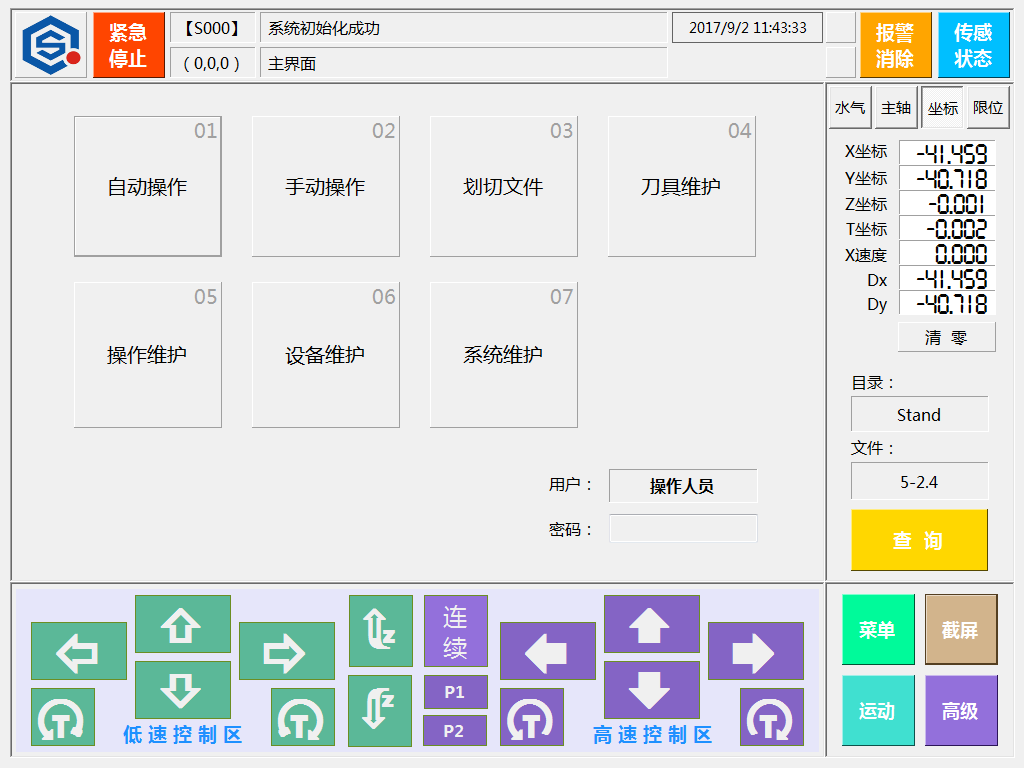 紧急
停止
【S000】
系统初始化成功
2017/9/2 11:43:33
报警
消除
传感
状态
( 0,0,0 )
主界面
水气
主轴
坐标
限位
01
自动操作
02
手动操作
03
划切文件
04
刀具维护
05
操作维护
06
设备维护
07
系统维护
用户：
操作人员
密码：
X坐标 -41.459
Y坐标 -40.718
Z坐标 -0.001
T坐标 -0.002
X速度 0.000
Dx -41.459
Dy -40.718
清 零
目录：
Stand
文件：
5-2.4
查 询
Z
连
续
Z
P1
P2
T
低速控制区
T
T
高速控制区
T
菜单
截屏
运动
高级